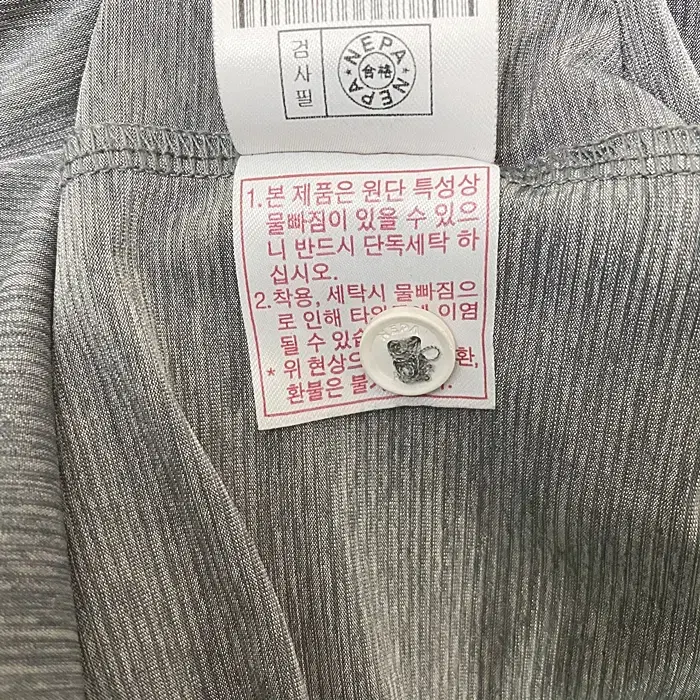 검사필
NEPA
合格
NEPA
1. 본 제품은 원단 특성상
물빠짐이 있을 수 있으
니 반드시 단독세탁 하
십시오.
2. 착용, 세탁시 물빠짐으
로 인해 이염
될 수
NEPA
* 위 현상으 환,
환불은